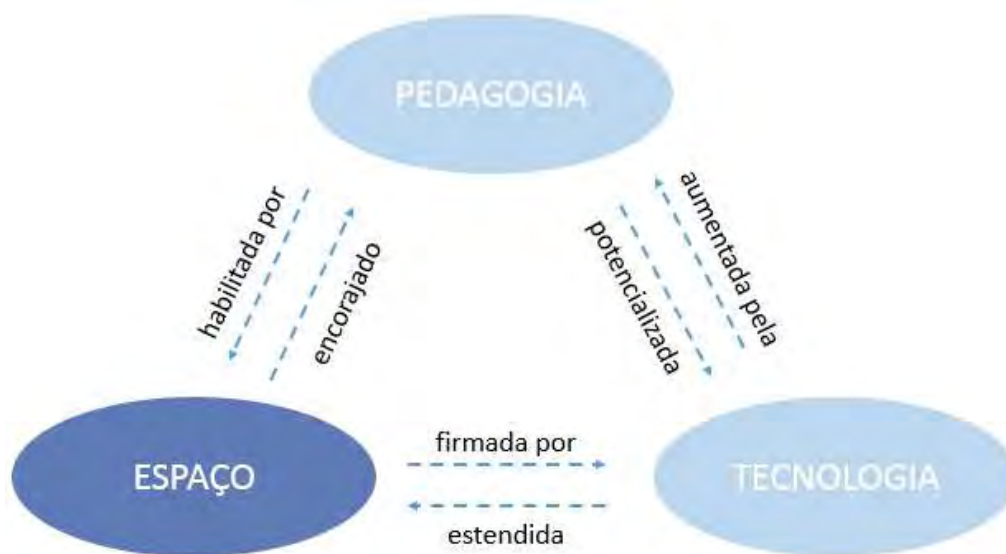 PEDAGOGIA
habilitada por
encorajado
potencializada
aumentada pela
ESPAÇO
firmada por
estendida
TECNOLOGIA